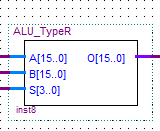 ALU_TypeR
A[15..0] O[15..0]
B[15..0]
S[3..0]
inst8